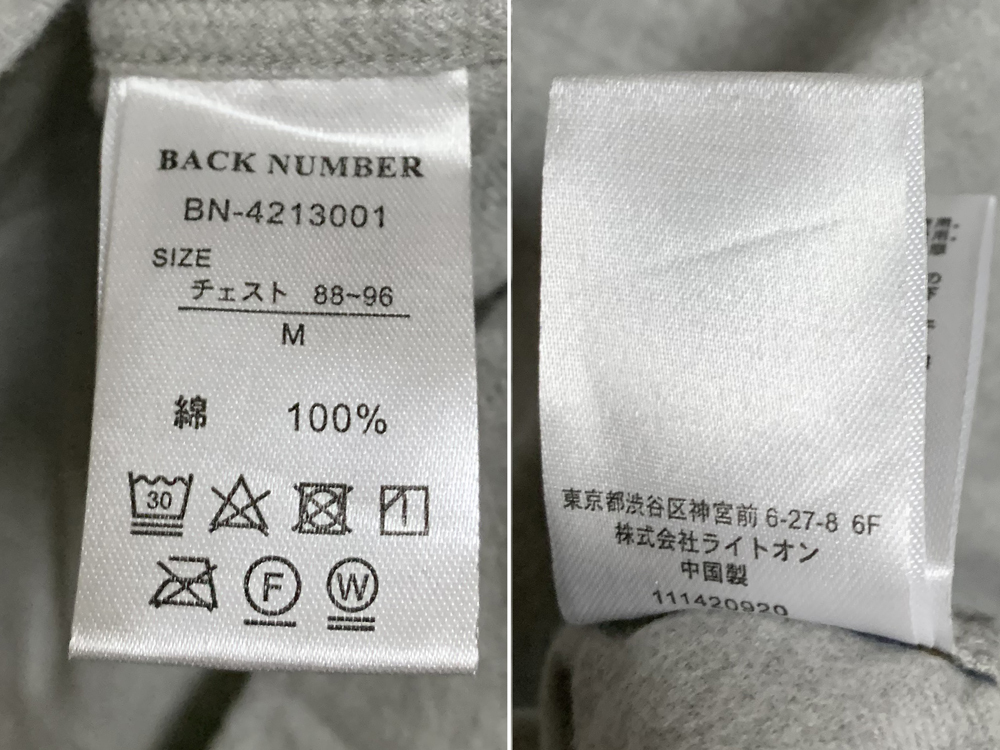 BACK NUMBER
BN-4213001
SIZE
チェスト 88~96
M
綿 100%
30
F
W
東京都渋谷区神宮前 6-27-8 6F
株式会社ライトオン
中国製
111420920